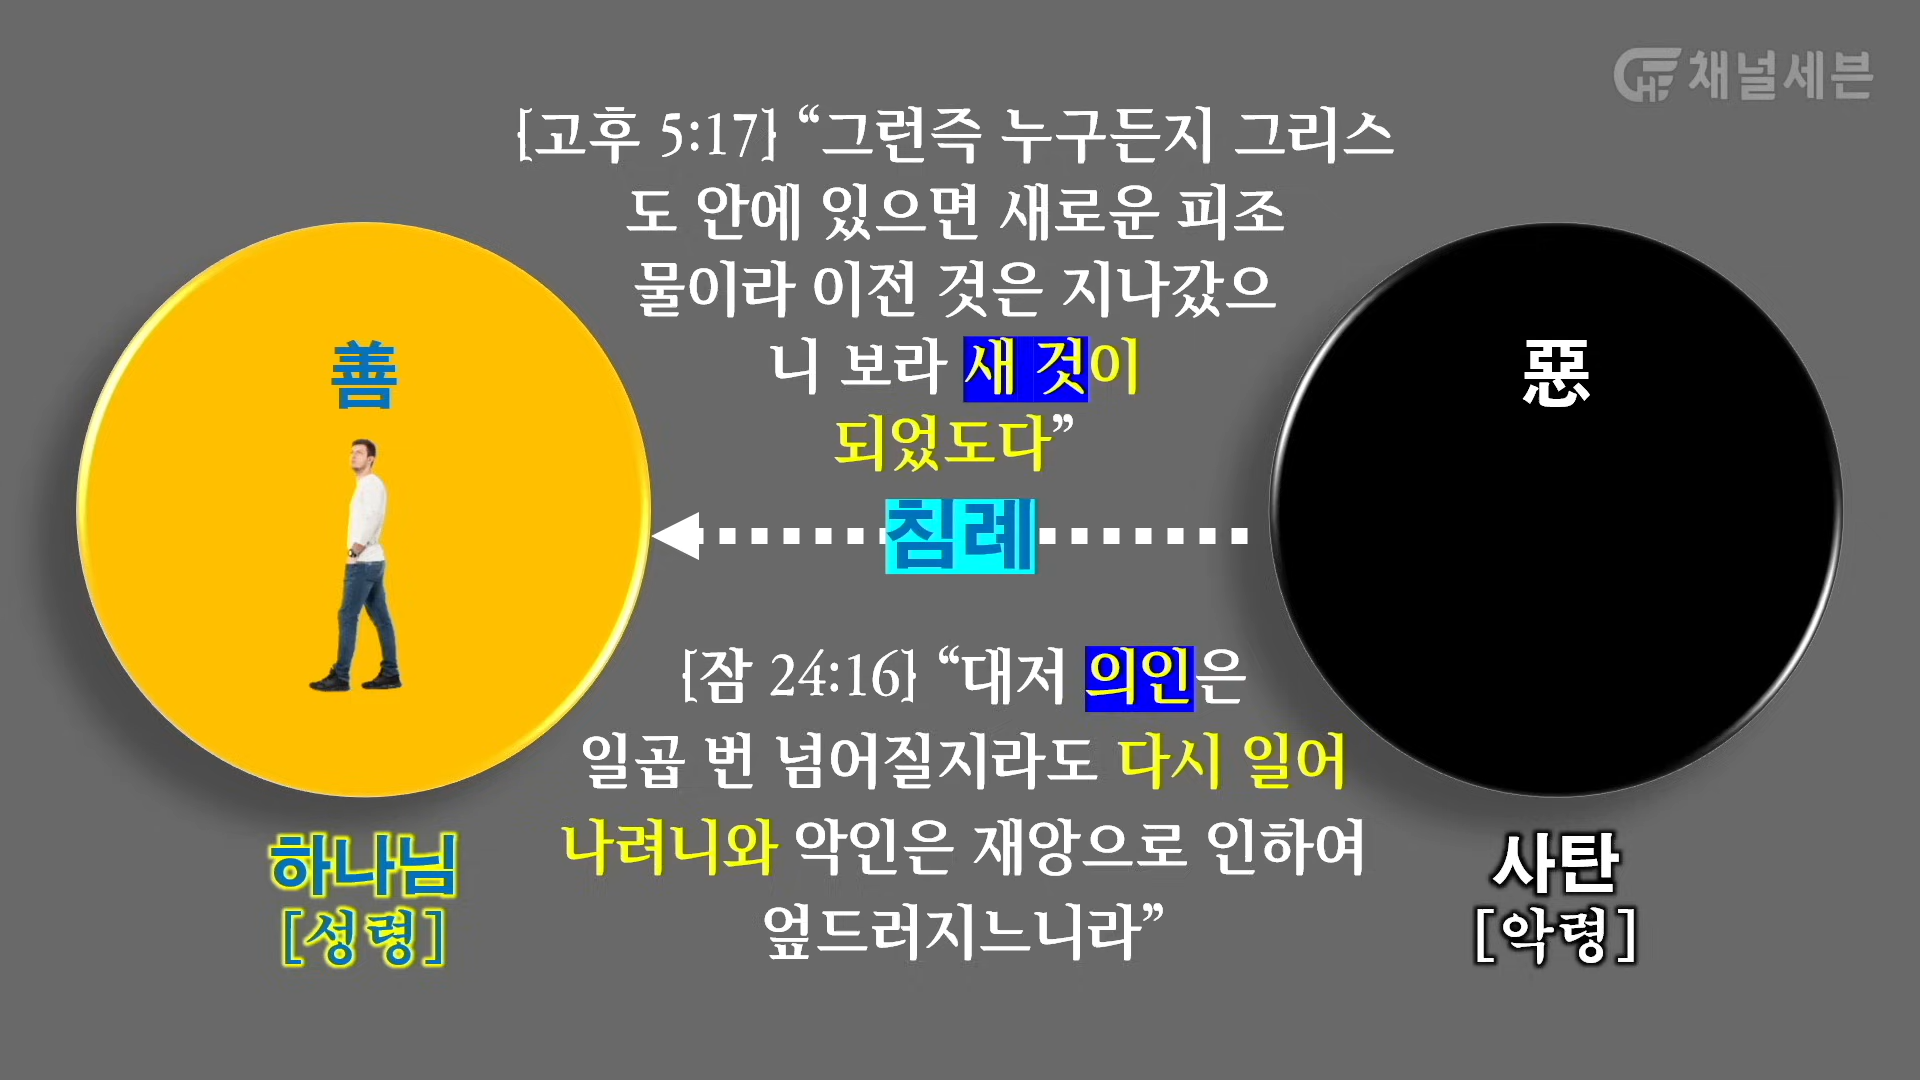 채널세븐
[고후 5:17] “그런즉 누구든지 그리스
도 안에 있으면 새로운 피조
물이라 이전 것은 지나갔으
니 보라 새 것이
되었도다”
善
惡
침례
[잠 24:16] “대저 의인은
일곱 번 넘어질지라도 다시 일어
나려니와 악인은 재앙으로 인하여
엎드러지느니라”
하나님
[성령]
사탄
[악령]